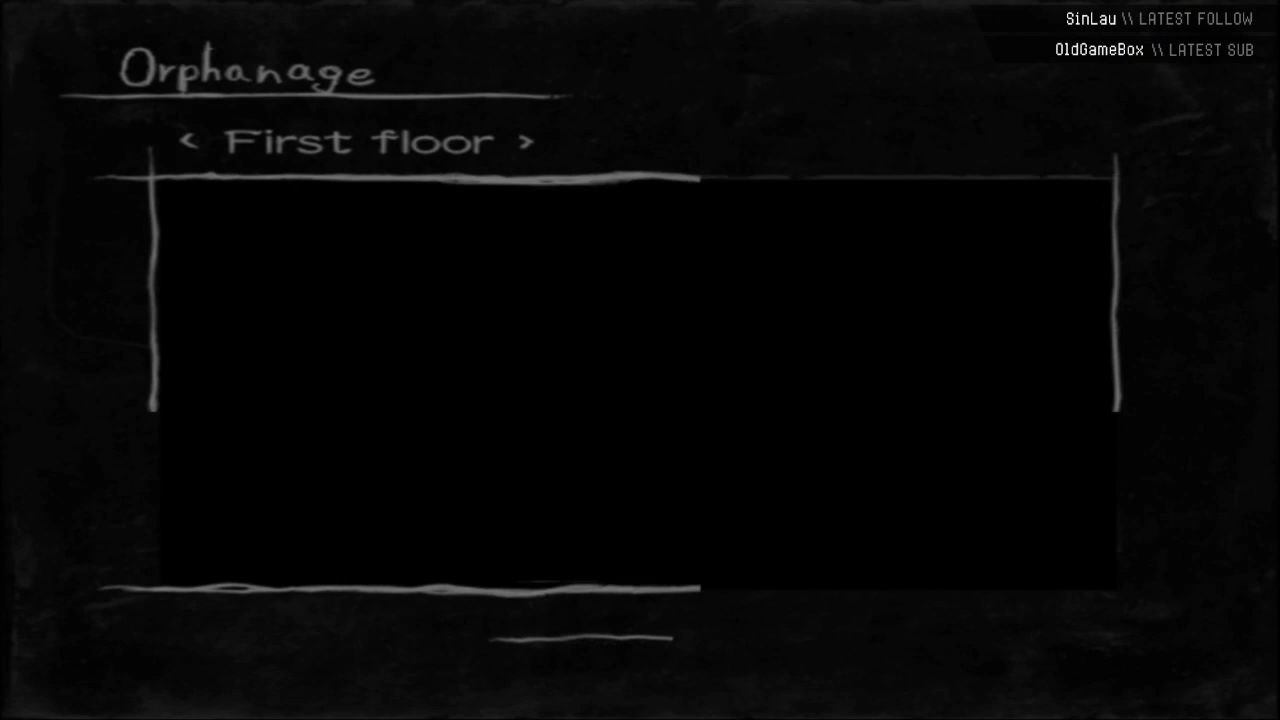 SinLau \\ LATEST FOLLOW
OldGameBox \\ LATEST SUB
Orphanage
< First floor >